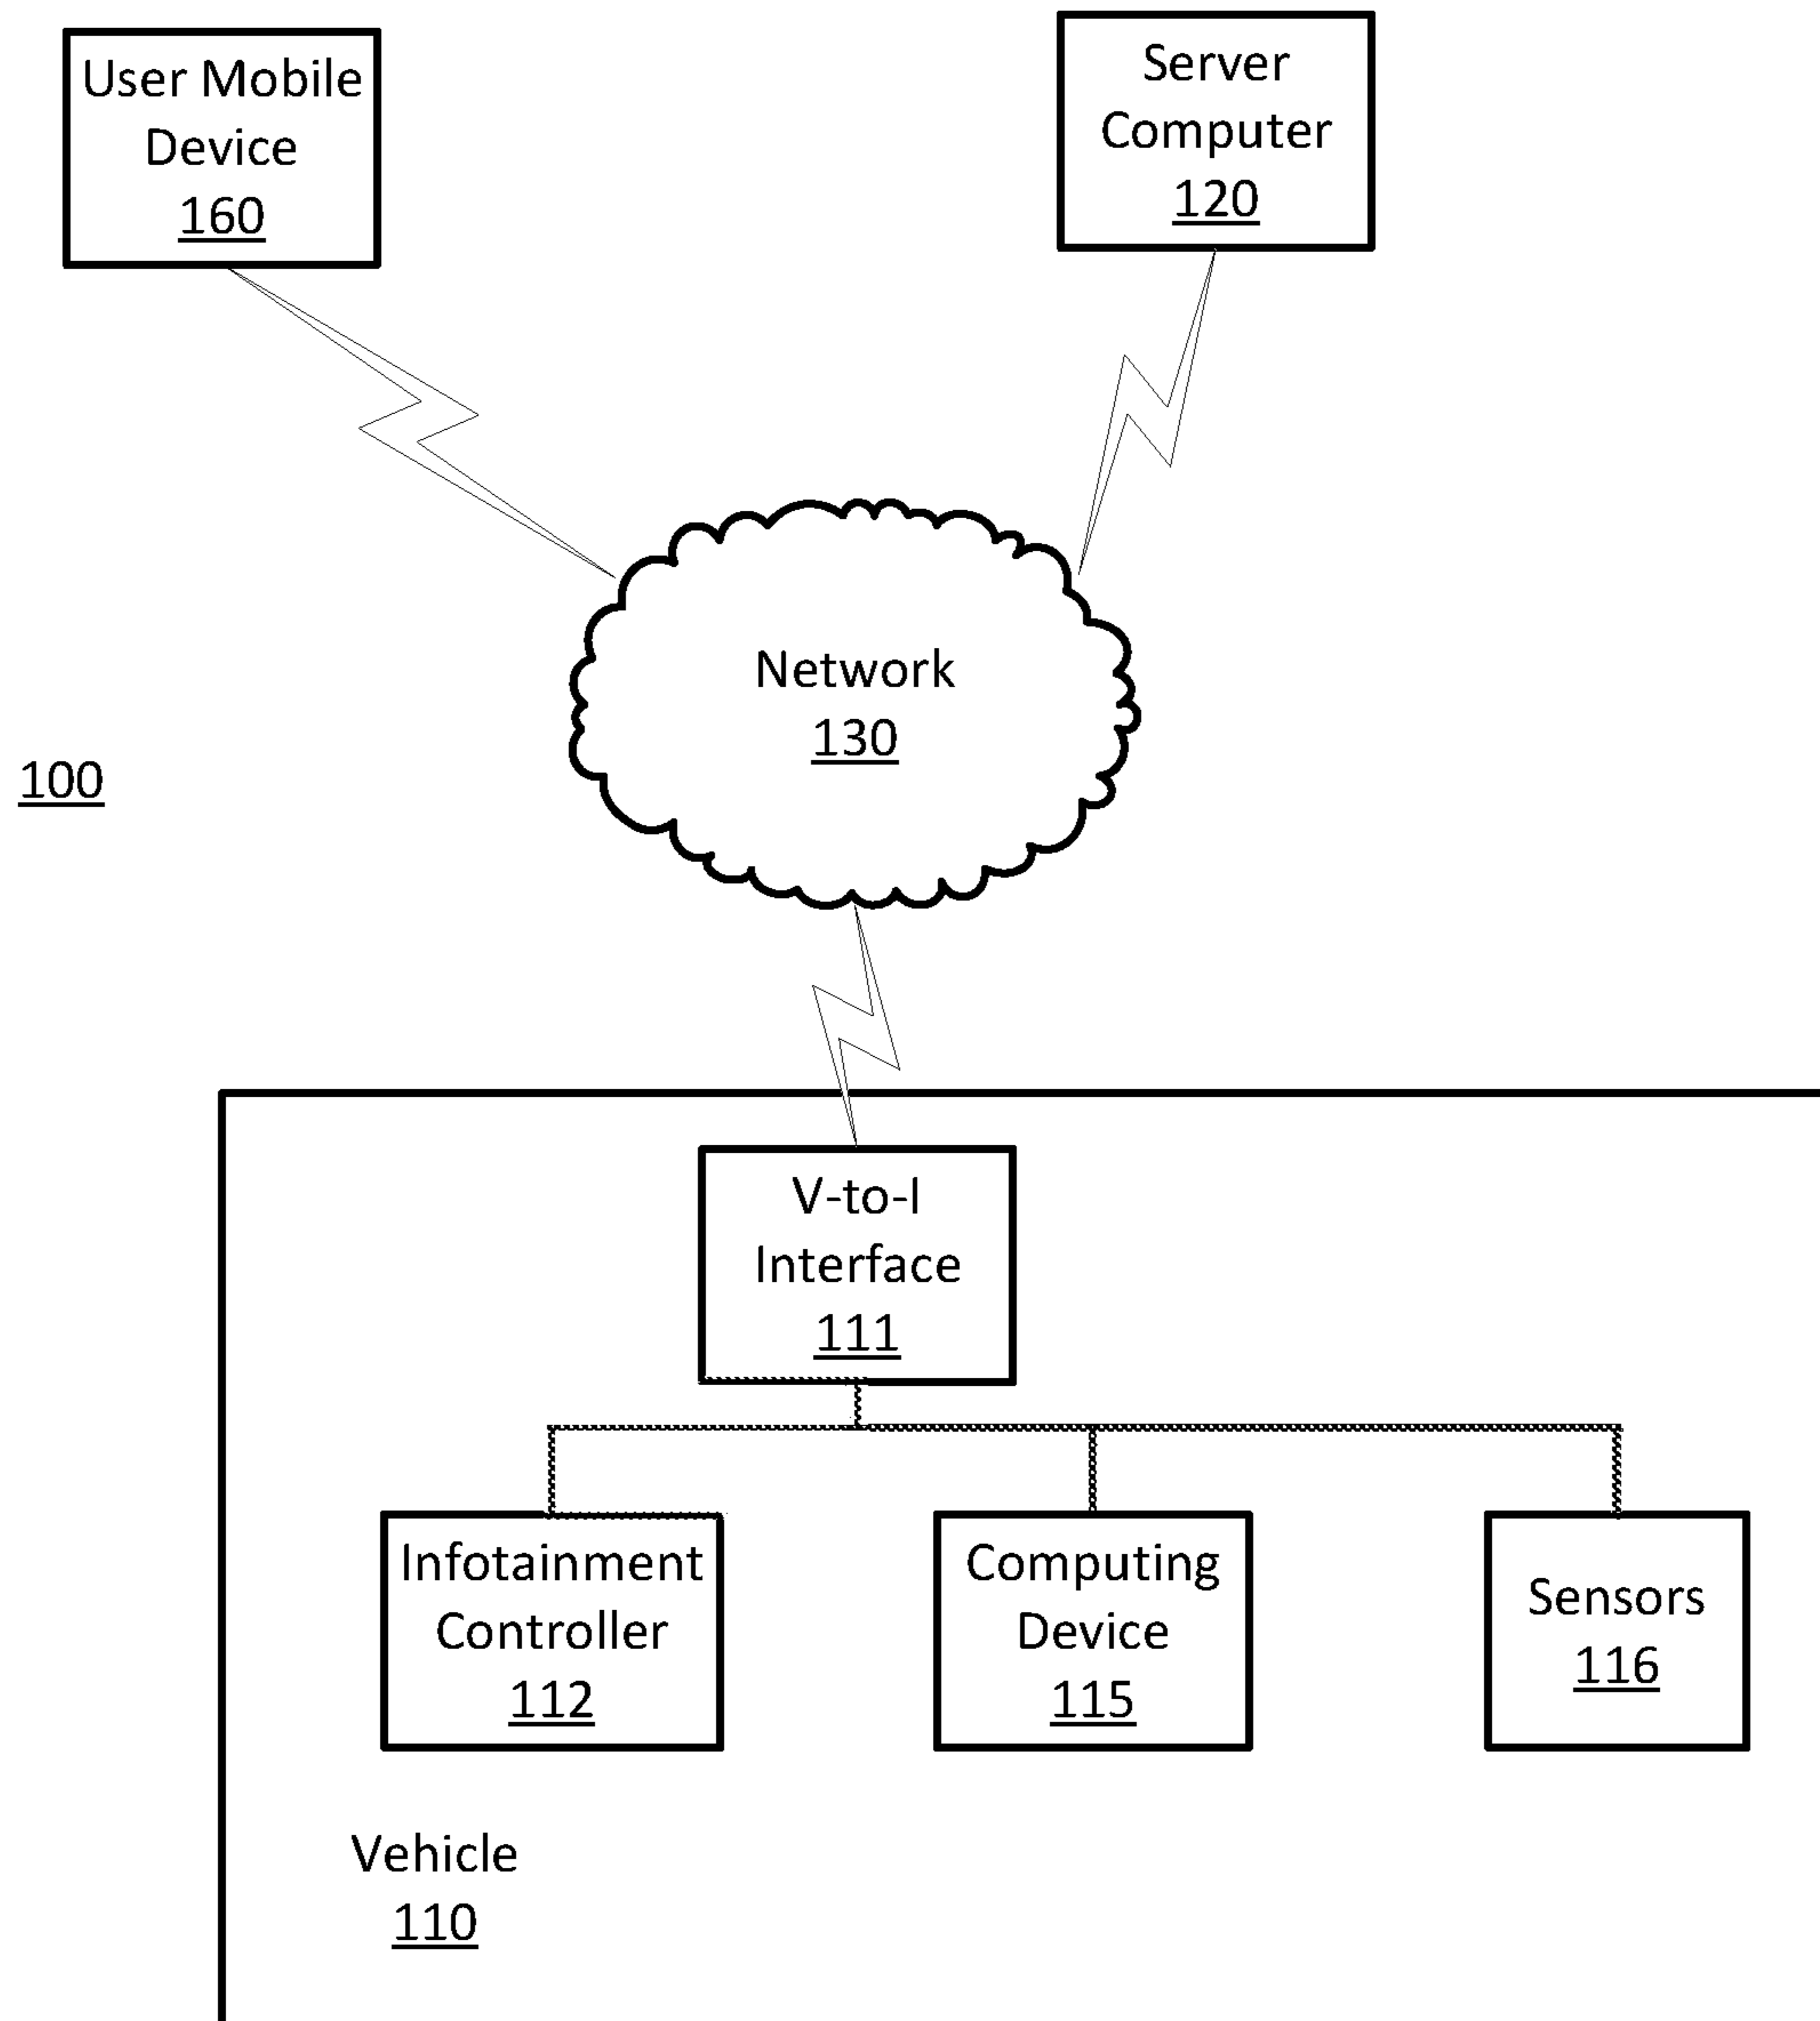 User Mobile
Device
160
Server
Computer
120
Network
130
100
V-to-I
Interface
111
Infotainment
Controller
112
Computing
Device
115
Sensors
116
Vehicle
110